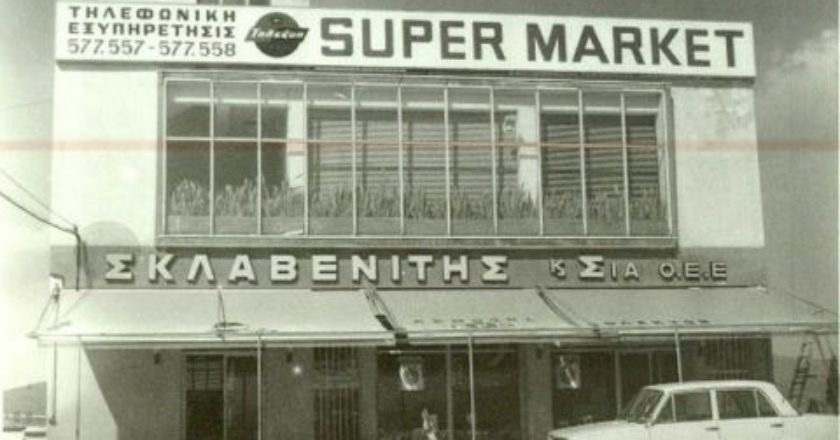 ΤΗΛΕΦΩΝΙΚΗ
ΕΞΥΠΗΡΕΤΗΣΙΣ
577.557 - 577.558
SUPER MARKET
ΣΚΛΑΒΕΝΙΤΗΣ Κ ΣΙΑ Ο.Ε.Ε